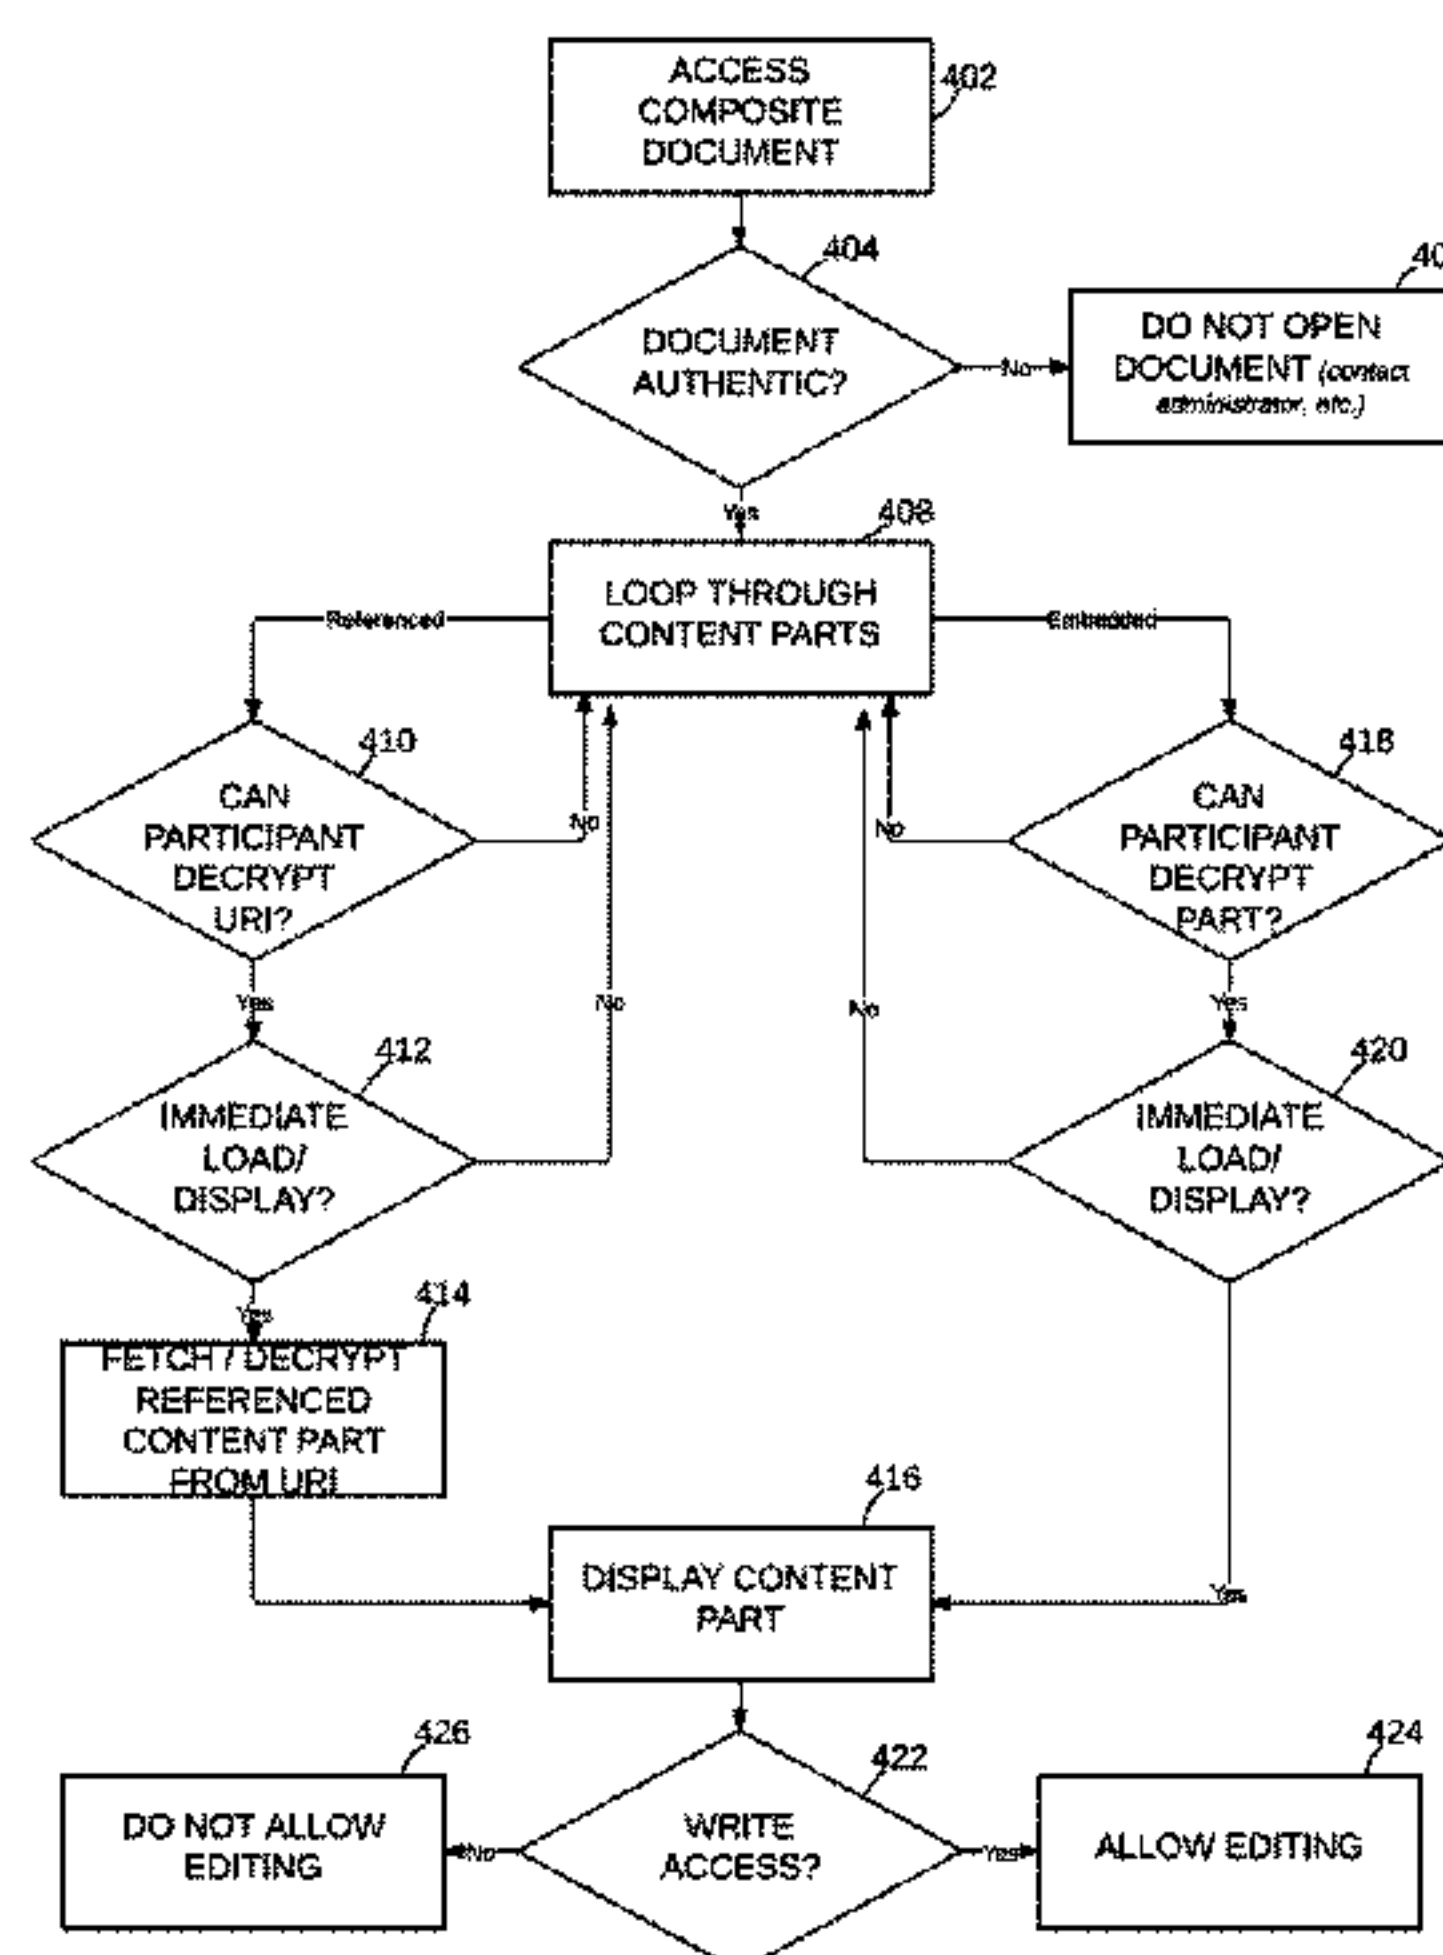 ACCESS
COMPOSITE
DOCUMENT
402
404
DOCUMENT
AUTHENTIC?
No
40
DO NOT OPEN
DOCUMENT (contact
administrator, etc.)
Yes
408
LOOP THROUGH
CONTENT PARTS
Referenced
Embedded
410
CAN
PARTICIPANT
DECRYPT
URI?
No
No
418
CAN
PARTICIPANT
DECRYPT
PART?
Yes
No
No
Yes
412
IMMEDIATE
LOAD/
DISPLAY?
420
IMMEDIATE
LOAD/
DISPLAY?
Yes
414
FETCH / DECRYPT
REFERENCED
CONTENT PART
FROM URI
416
DISPLAY CONTENT
PART
Yes
426
DO NOT ALLOW
EDITING
No
422
WRITE
ACCESS?
Yes
424
ALLOW EDITING